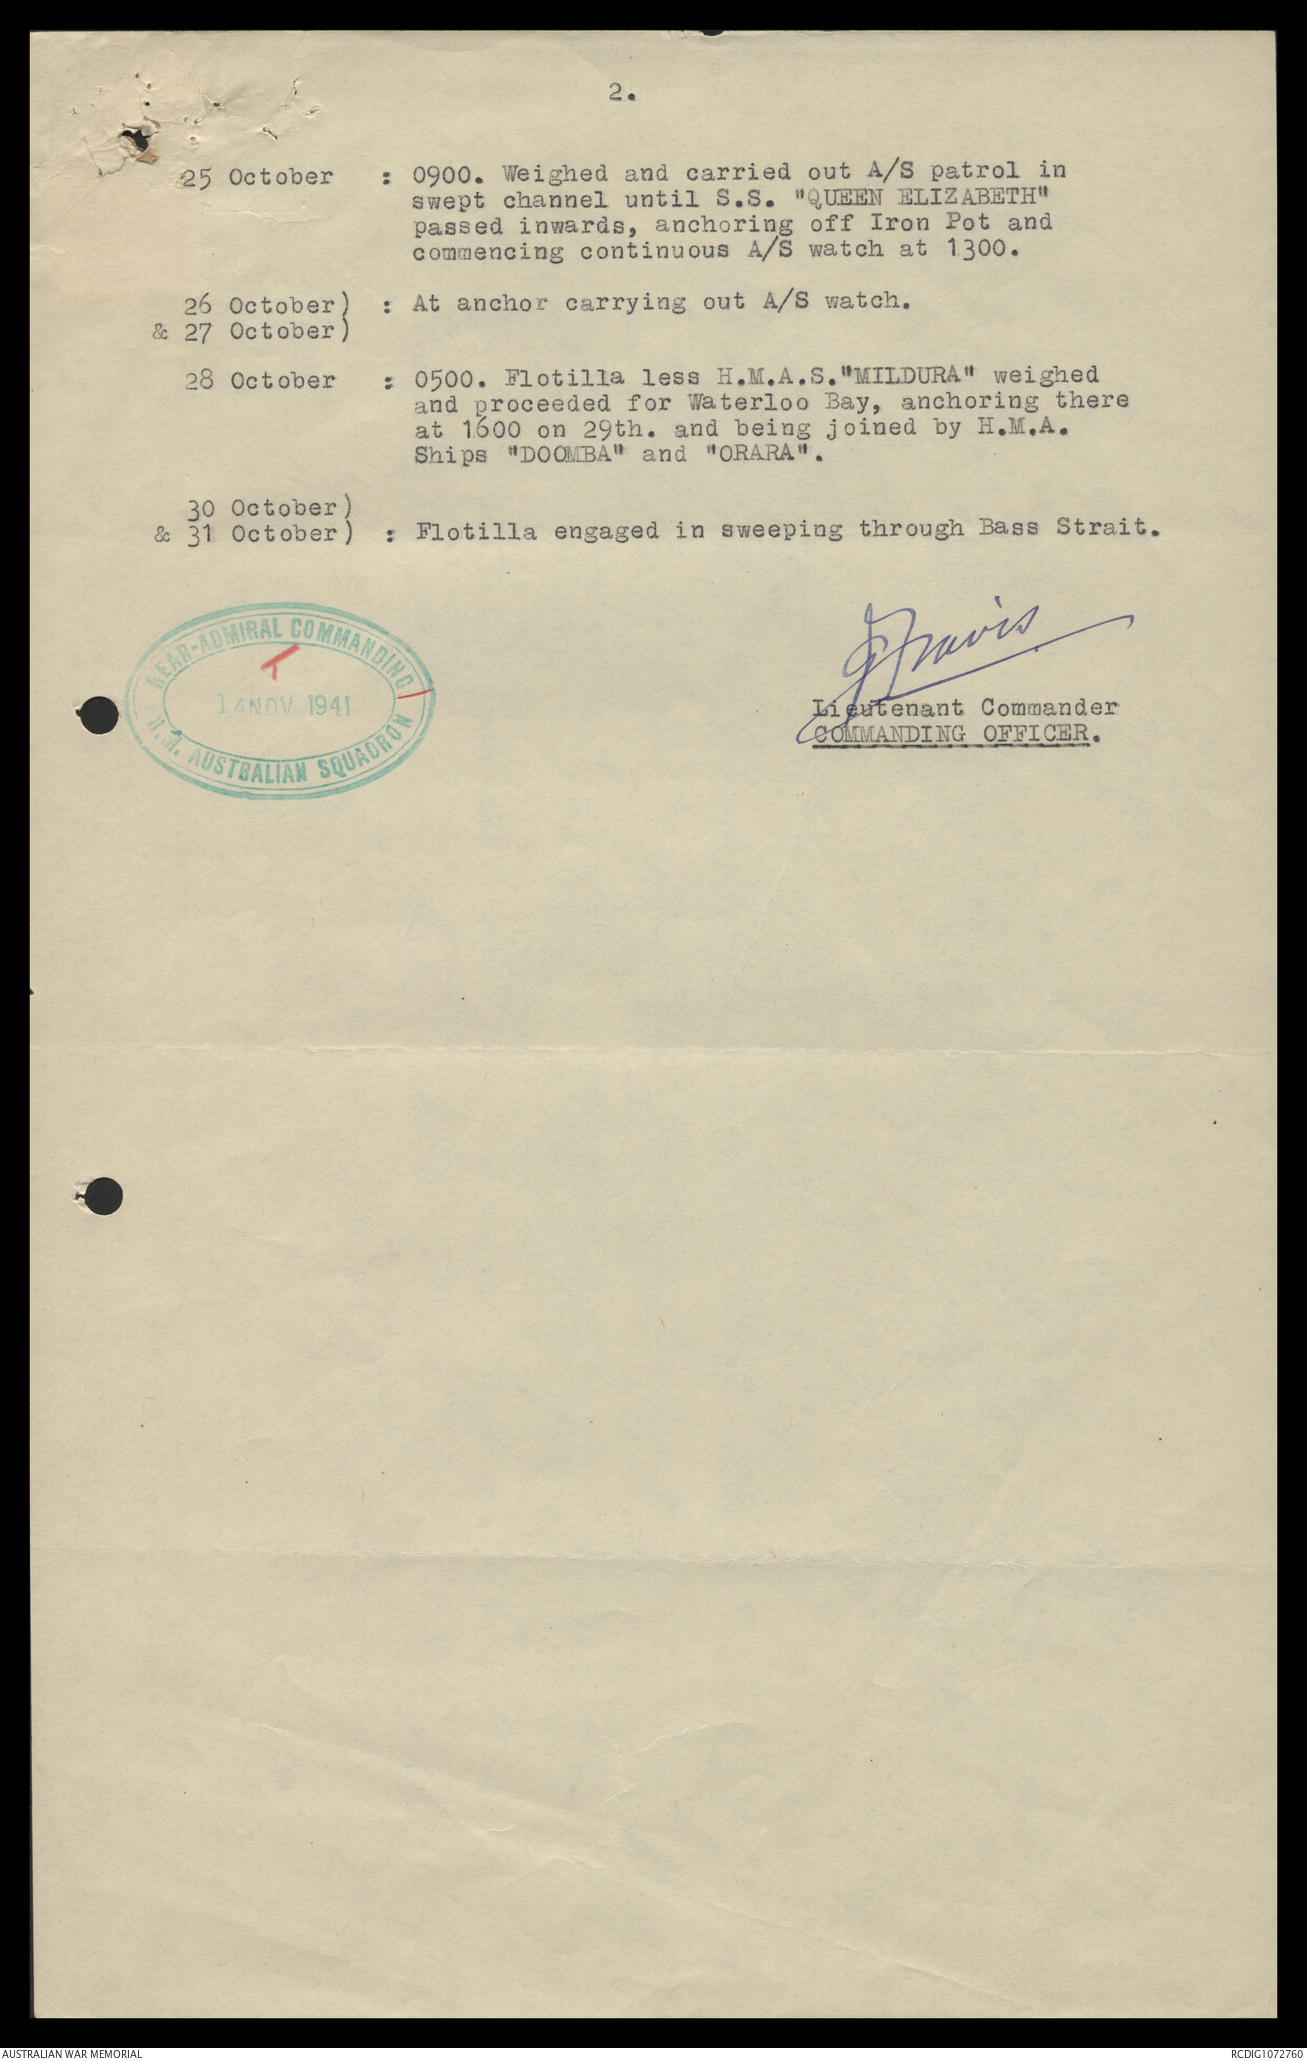 2.
25 October : 0900. Weighed and carried out A/S patrol in
swept channel until S.S. "QUEEN ELIZABETH"
passed inwards, anchoring off Iron Pot and
commencing continuous A/S watch at 1300.
26 October) : At anchor carrying out A/S watch.
& 27 October)
28 October : 0500. Flotilla less H.M.A.S."MILDURA" weighed
and proceeded for Waterloo Bay, anchoring there
at 1600 on 29th. and being joined by H.M.A.
Ships "DOOMBA" and "ORARA".
30 October)
& 31 October) : Flotilla engaged in sweeping through Bass Strait.
REAR-ADMIRAL COMMANDING
14 NOV 1941
H.M. AUSTRALIAN SQUADRON
Lieutenant Commander
COMMANDING OFFICER.
AUSTRALIAN WAR MEMORIAL
RCDIG1072760